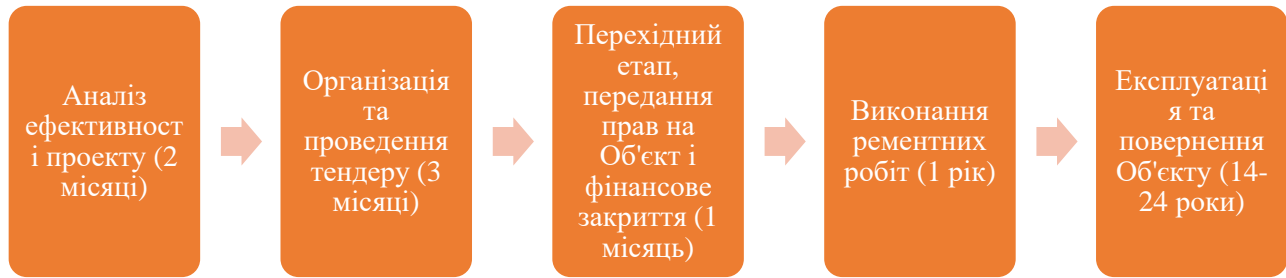 Аналіз
ефективност
і проекту (2
місяці)
Організація
та
проведення
тендеру (3
місяці)
Перехідний
етап,
передання
прав на
Об'єкт і
фінансове
закриття (1
місяць)
Виконання
рементних
робіт (1 рік)
Експлуатаці
я та
повернення
Об'єкту (14-
24 роки)